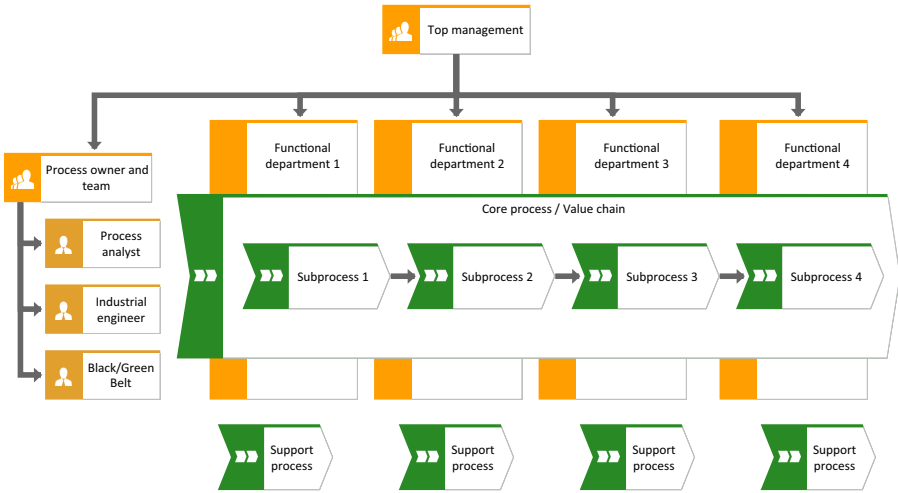 Top management
Functional
department 1
Functional
department 2
Functional
department 3
Functional
department 4
Process owner and
team
Process
analyst
Industrial
engineer
Black/Green
Belt
Core process / Value chain
Subprocess 1
Subprocess 2
Subprocess 3
Subprocess 4
Support
process
Support
process
Support
process
Support
process